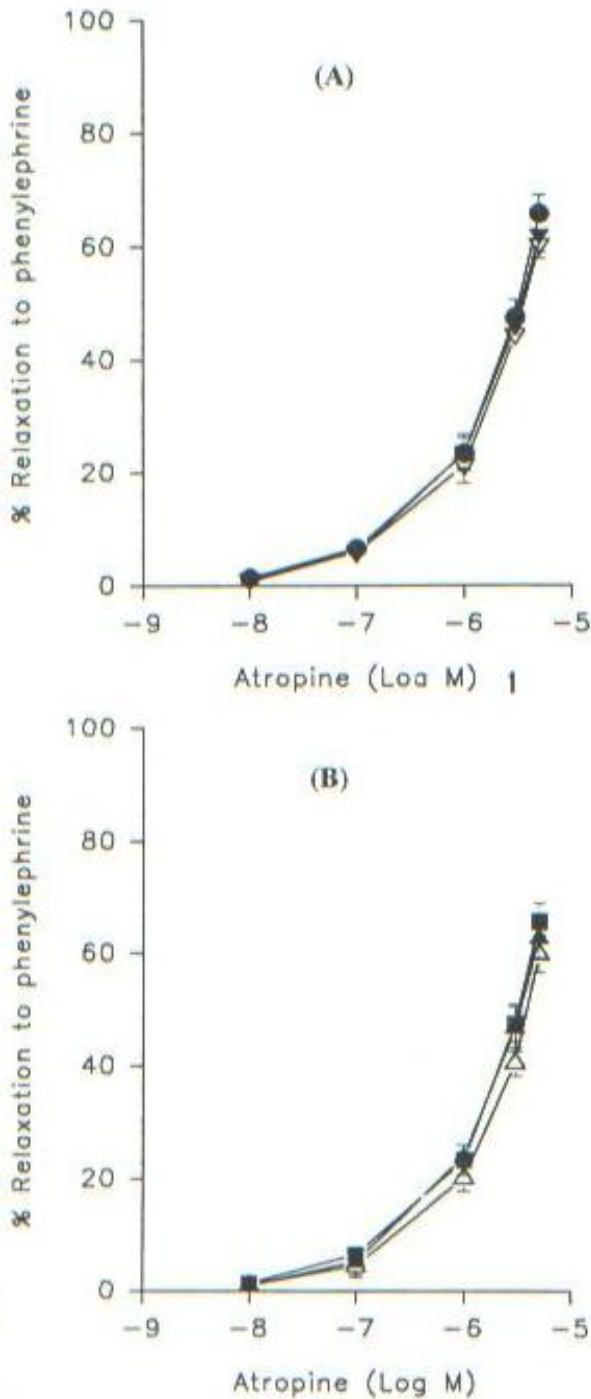 100
(A)
80
60
40
20
0
% Relaxation to phenylephrine
-9 -8 -7 -6 -5
Atropine (Loa M) 1
100
(B)
80
60
40
20
0
% Relaxation to phenylephrine
-9 -8 -7 -6 -5
Atropine (Log M)